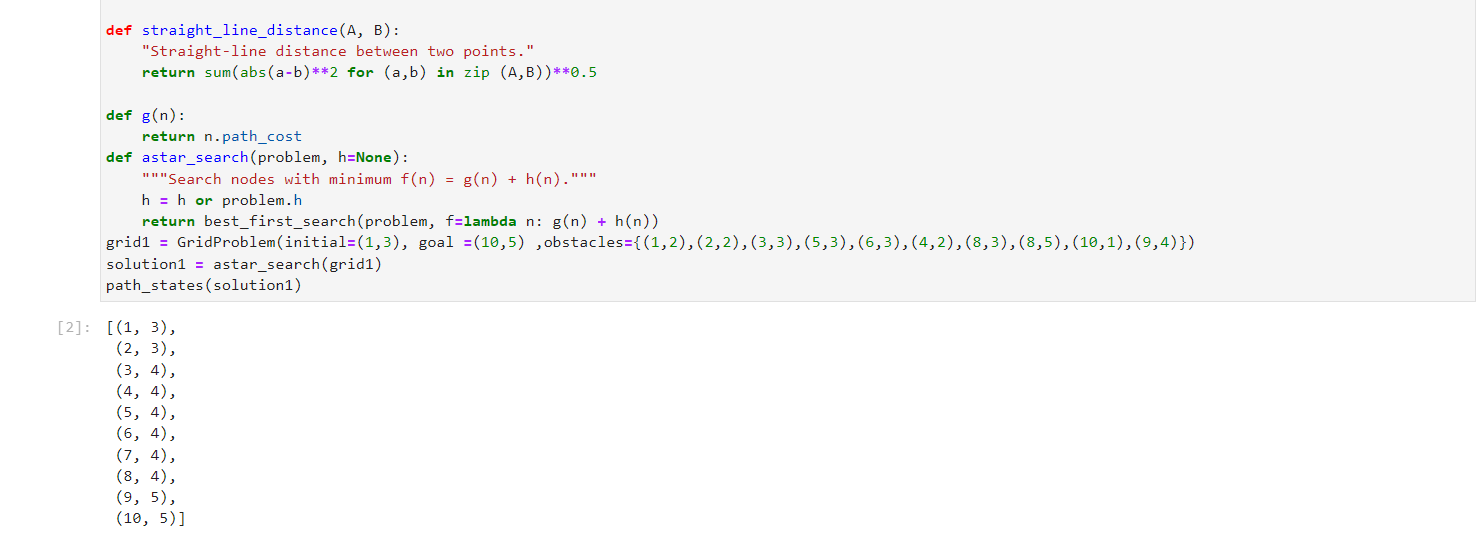 def straight_line_distance(A, B):
    "Straight-line distance between two points."
    return sum(abs(a-b)**2 for (a,b) in zip (A,B))**0.5
def g(n):
    return n.path_cost
def astar_search(problem, h=None):
    """Search nodes with minimum f(n) = g(n) + h(n)."""
    h = h or problem.h
    return best_first_search(problem, f=lambda n: g(n) + h(n))
grid1 = GridProblem(initial=(1,3), goal =(10,5) ,obstacles={(1,2),(2,2),(3,3),(5,3),(6,3),(4,2),(8,3),(8,5),(10,1),(9,4)})
solution1 = astar_search(grid1)
path_states(solution1)
[2]: [(1, 3),
 (2, 3),
 (3, 4),
 (4, 4),
 (5, 4),
 (6, 4),
 (7, 4),
 (8, 4),
 (9, 5),
 (10, 5)]